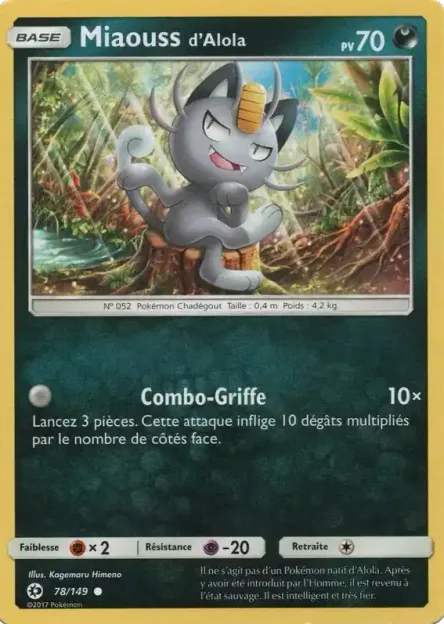 BASE
Miaouss d'Alola
PV 70
N° 052 Pokémon Chadégout Taille : 0,4 m Poids : 4,2 kg
Combo-Griffe 10×
Lancez 3 pièces. Cette attaque inflige 10 dégâts multipliés
par le nombre de côtés face.
Faiblesse × 2 Résistance -20 Retraite
Illus. Kagemaru Himeno
78/149
©2017 Pokémon
Il ne s'agit pas d'un Pokémon natif d'Alola. Après
y avoir été introduit par l'Homme, il est revenu à
l'état sauvage. Il est intelligent et très fier.